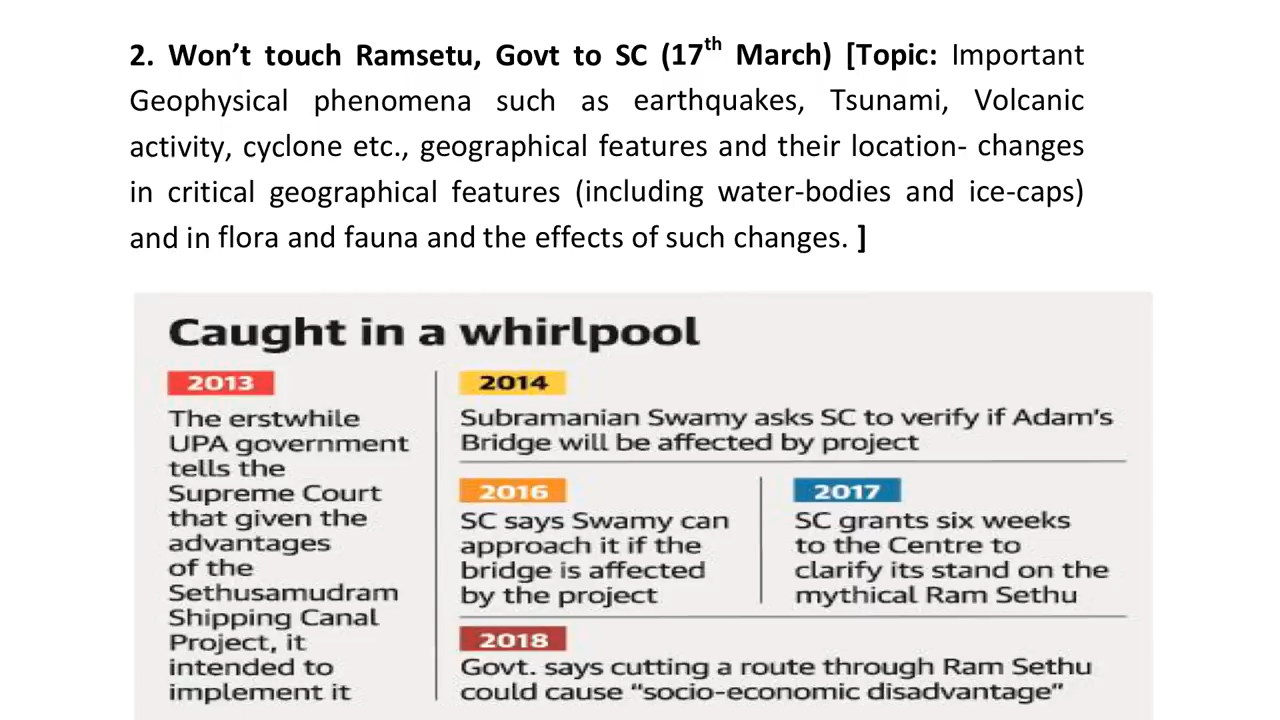 2. Won’t touch Ramsetu, Govt to SC (17th March) [Topic: Important
Geophysical phenomena such as earthquakes, Tsunami, Volcanic
activity, cyclone etc., geographical features and their location- changes
in critical geographical features (including water-bodies and ice-caps)
and in flora and fauna and the effects of such changes. ]
Caught in a whirlpool
2013
The erstwhile
UPA government
tells the
Supreme Court
that given the
advantages
of the
Sethusamudram
Shipping Canal
Project, it
intended to
implement it
2014
Subramanian Swamy asks SC to verify if Adam’s
Bridge will be affected by project
2016
SC says Swamy can
approach it if the
bridge is affected
by the project
2017
SC grants six weeks
to the Centre to
clarify its stand on the
mythical Ram Sethu
2018
Govt. says cutting a route through Ram Sethu
could cause “socio-economic disadvantage”